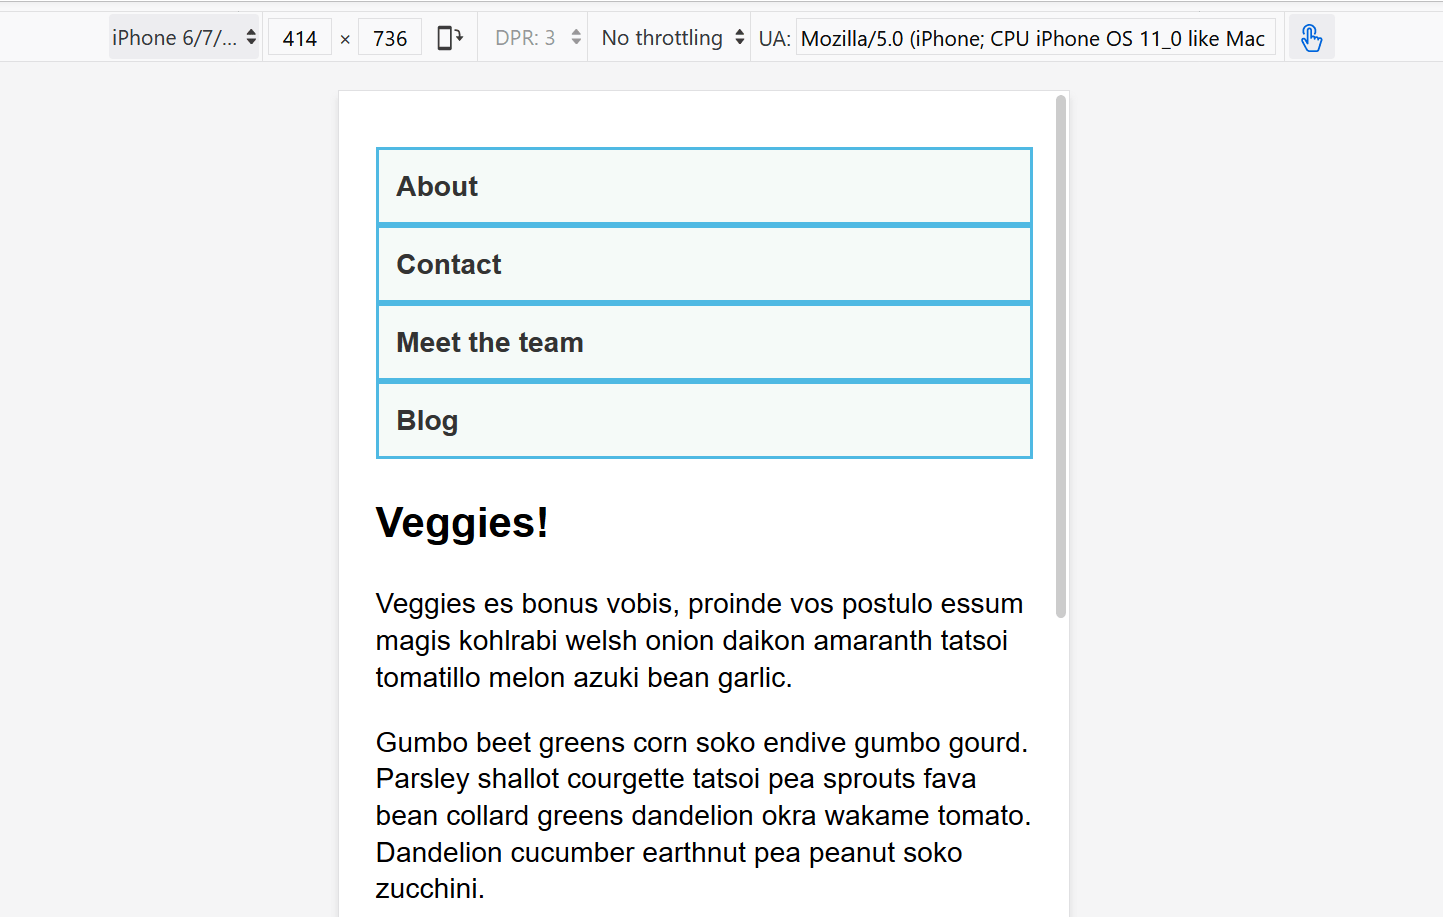 iPhone 6/7/... 414 × 736 DPR: 3 No throttling UA: Mozilla/5.0 (iPhone; CPU iPhone OS 11_0 like Mac
About
Contact
Meet the team
Blog
Veggies!
Veggies es bonus vobis, proinde vos postulo essum
magis kohlrabi welsh onion daikon amaranth tatsoi
tomatillo melon azuki bean garlic.
Gumbo beet greens corn soko endive gumbo gourd.
Parsley shallot courgette tatsoi pea sprouts fava
bean collard greens dandelion okra wakame tomato.
Dandelion cucumber earthnut pea peanut soko
zucchini.